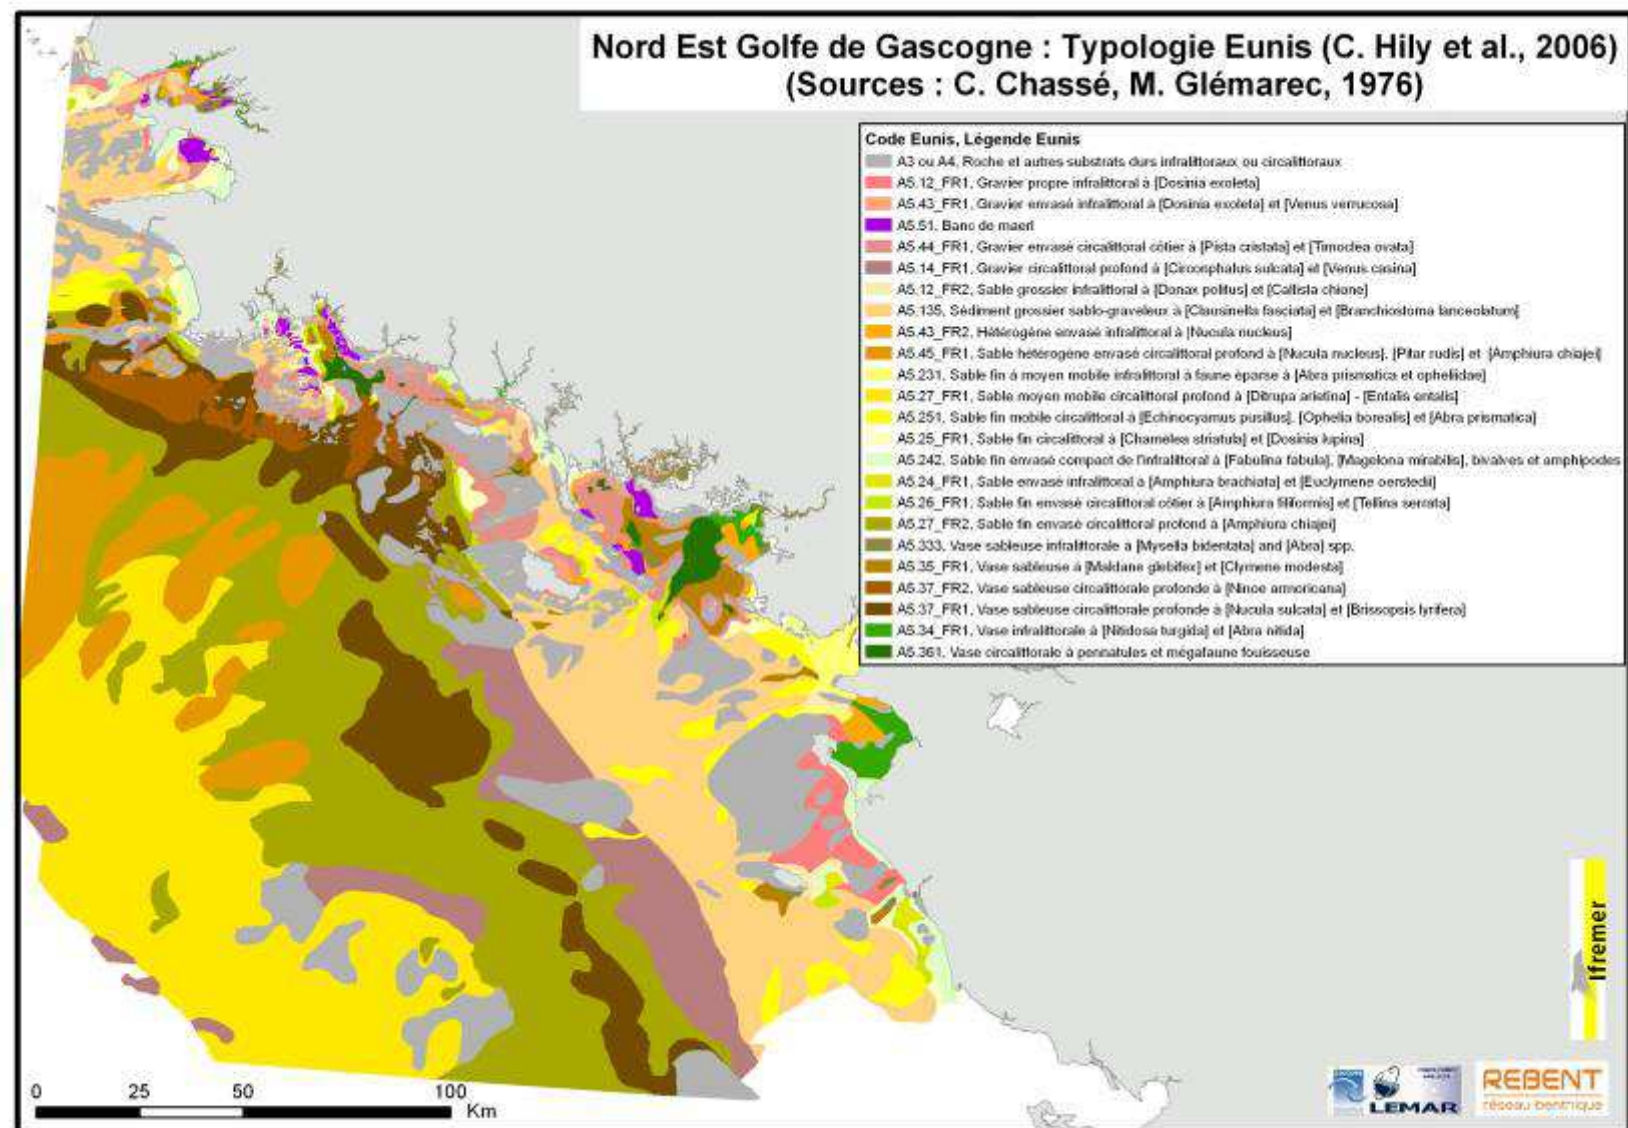 Nord Est Golfe de Gascogne : Typologie Eunis (C. Hily et al., 2006)
(Sources : C. Chassé, M. Glémarec, 1976)
Code Eunis, Légende Eunis
A3 ou A4, Roche et autres substrats durs infralittoraux ou circalittoraux
A5.12_FR1, Gravier propre infralittoral à [Dosinia exoleta]
A5.43_FR1, Gravier envasé infralittoral à [Dosinia exoleta] et [Venus verrucosa]
A5.51, Banc de maerl
A5.44_FR1, Gravier envasé circalittoral côtier à [Pista cristata] et [Timoclea ovata]
A5.14_FR1, Gravier circalittoral profond à [Circomphalus sulcata] et [Venus casina]
A5.12_FR2, Sable grossier infralittoral à [Donax politus] et [Callista chione]
A5.135, Sédiment grossier sablo-graveleux à [Clausinella fasciata] et [Branchiostoma lanceolatum]
A5.43_FR2, Hétérogène envasé infralittoral à [Nucula nucleus]
A5.45_FR1, Sable hétérogène envasé circalittoral profond à [Nucula nucleus], [Pitar rudis] et [Amphiura chiajei]
A5.231, Sable fin à moyen mobile infralittoral à faune éparse à [Abra prismatica et opheliidae]
A5.27_FR1, Sable moyen mobile circalittoral profond à [Ditrupa arietina] - [Entalis entalis]
A5.251, Sable fin mobile circalittoral à [Echinocyamus pusillus], [Ophelia borealis] et [Abra prismatica]
A5.25_FR1, Sable fin circalittoral à [Chamelea striatula] et [Dosinia lupina]
A5.242, Sable fin envasé compact de l'infralittoral à [Fabulina fabula], [Magelona mirabilis], bivalves et amphipodes
A5.24_FR1, Sable envasé infralittoral à [Amphiura brachiata] et [Euclymene oerstedii]
A5.26_FR1, Sable fin envasé circalittoral côtier à [Amphiura filiformis] et [Tellina serrata]
A5.27_FR2, Sable fin envasé circalittoral profond à [Amphiura chiajei]
A5.333, Vase sableuse infralittorale à [Mysella bidentata] and [Abra] spp.
A5.35_FR1, Vase sableuse à [Maldane glebifex] et [Clymene modesta]
A5.37_FR2, Vase sableuse circalittorale profonde à [Ninoe armoricana]
A5.37_FR1, Vase sableuse circalittorale profonde à [Nucula sulcata] et [Brissopsis lyrifera]
A5.34_FR1, Vase infralittorale à [Nitidosa turgida] et [Abra nitida]
A5.361, Vase circalittorale à pennatules et mégafaune fouisseuse
Ifremer
0 25 50 100
Km
LEMAR
REBENT
réseau benthique